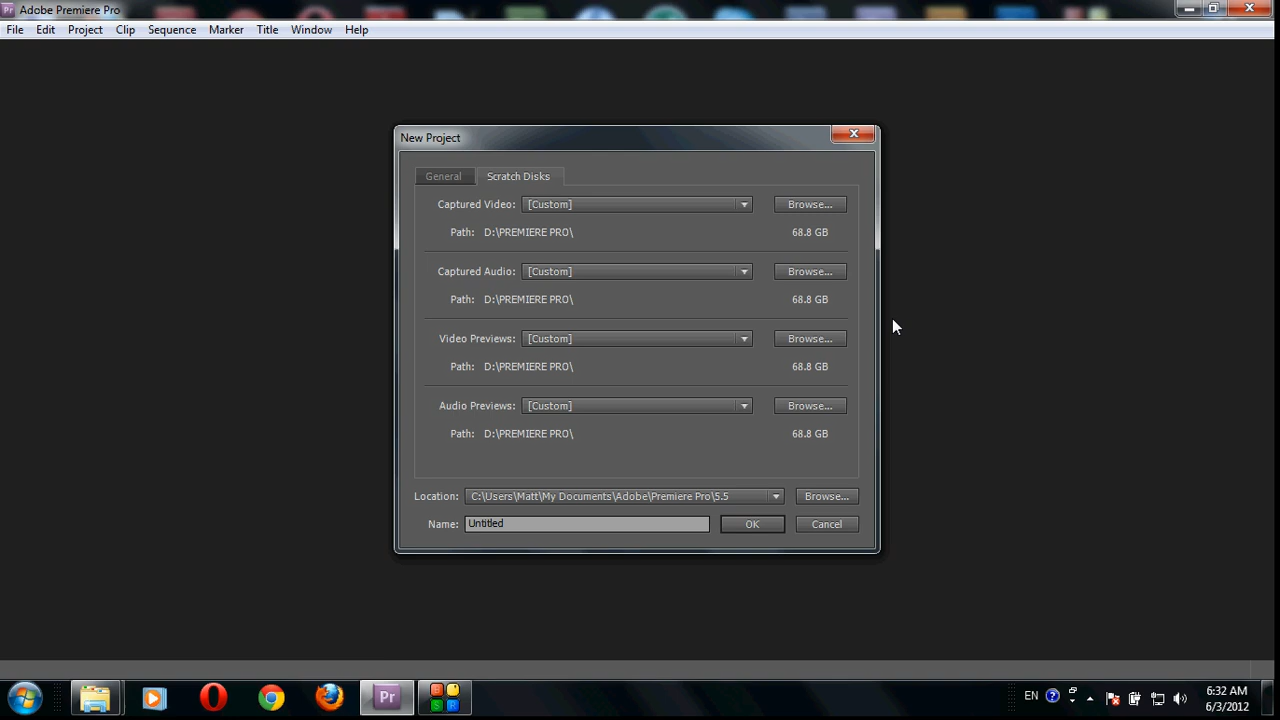 Adobe Premiere Pro
File Edit Project Clip Sequence Marker Title Window Help
New Project
General Scratch Disks
Captured Video: [Custom] Browse...
Path: D:\PREMIERE PRO\ 68.8 GB
Captured Audio: [Custom] Browse...
Path: D:\PREMIERE PRO\ 68.8 GB
Video Previews: [Custom] Browse...
Path: D:\PREMIERE PRO\ 68.8 GB
Audio Previews: [Custom] Browse...
Path: D:\PREMIERE PRO\ 68.8 GB
Location: C:\Users\Matt\My Documents\Adobe\Premiere Pro\5.5 Browse...
Name: Untitled OK Cancel
Pr
B S R
EN
6:32 AM
6/3/2012